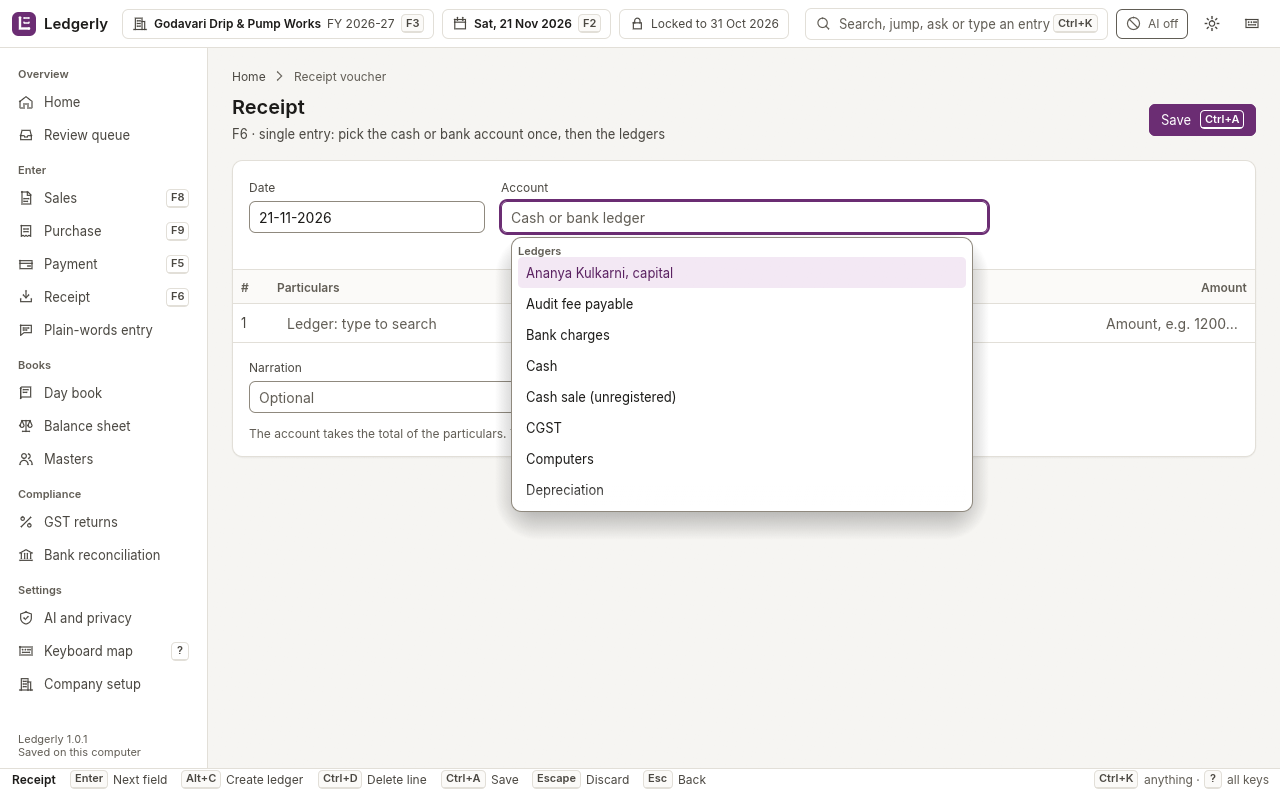 Ledgerly
Godavari Drip & Pump Works FY 2026-27 F3
Sat, 21 Nov 2026 F2
Locked to 31 Oct 2026
Search, jump, ask or type an entry Ctrl+K
AI off
Overview
Home
Review queue
Enter
Sales F8
Purchase F9
Payment F5
Receipt F6
Plain-words entry
Books
Day book
Balance sheet
Masters
Compliance
GST returns
Bank reconciliation
Settings
AI and privacy
Keyboard map ?
Company setup
Ledgerly 1.0.1
Saved on this computer
Home > Receipt voucher
Receipt
F6 · single entry: pick the cash or bank account once, then the ledgers
Save Ctrl+A
Date
21-11-2026
Account
Cash or bank ledger
Ledgers
Ananya Kulkarni, capital
Audit fee payable
Bank charges
Cash
Cash sale (unregistered)
CGST
Computers
Depreciation
# Particulars Amount
1 Ledger: type to search Amount, e.g. 1200...
Narration
Optional
The account takes the total of the particulars.
Receipt Enter Next field Alt+C Create ledger Ctrl+D Delete line Ctrl+A Save Escape Discard Esc Back
Ctrl+K anything · ? all keys